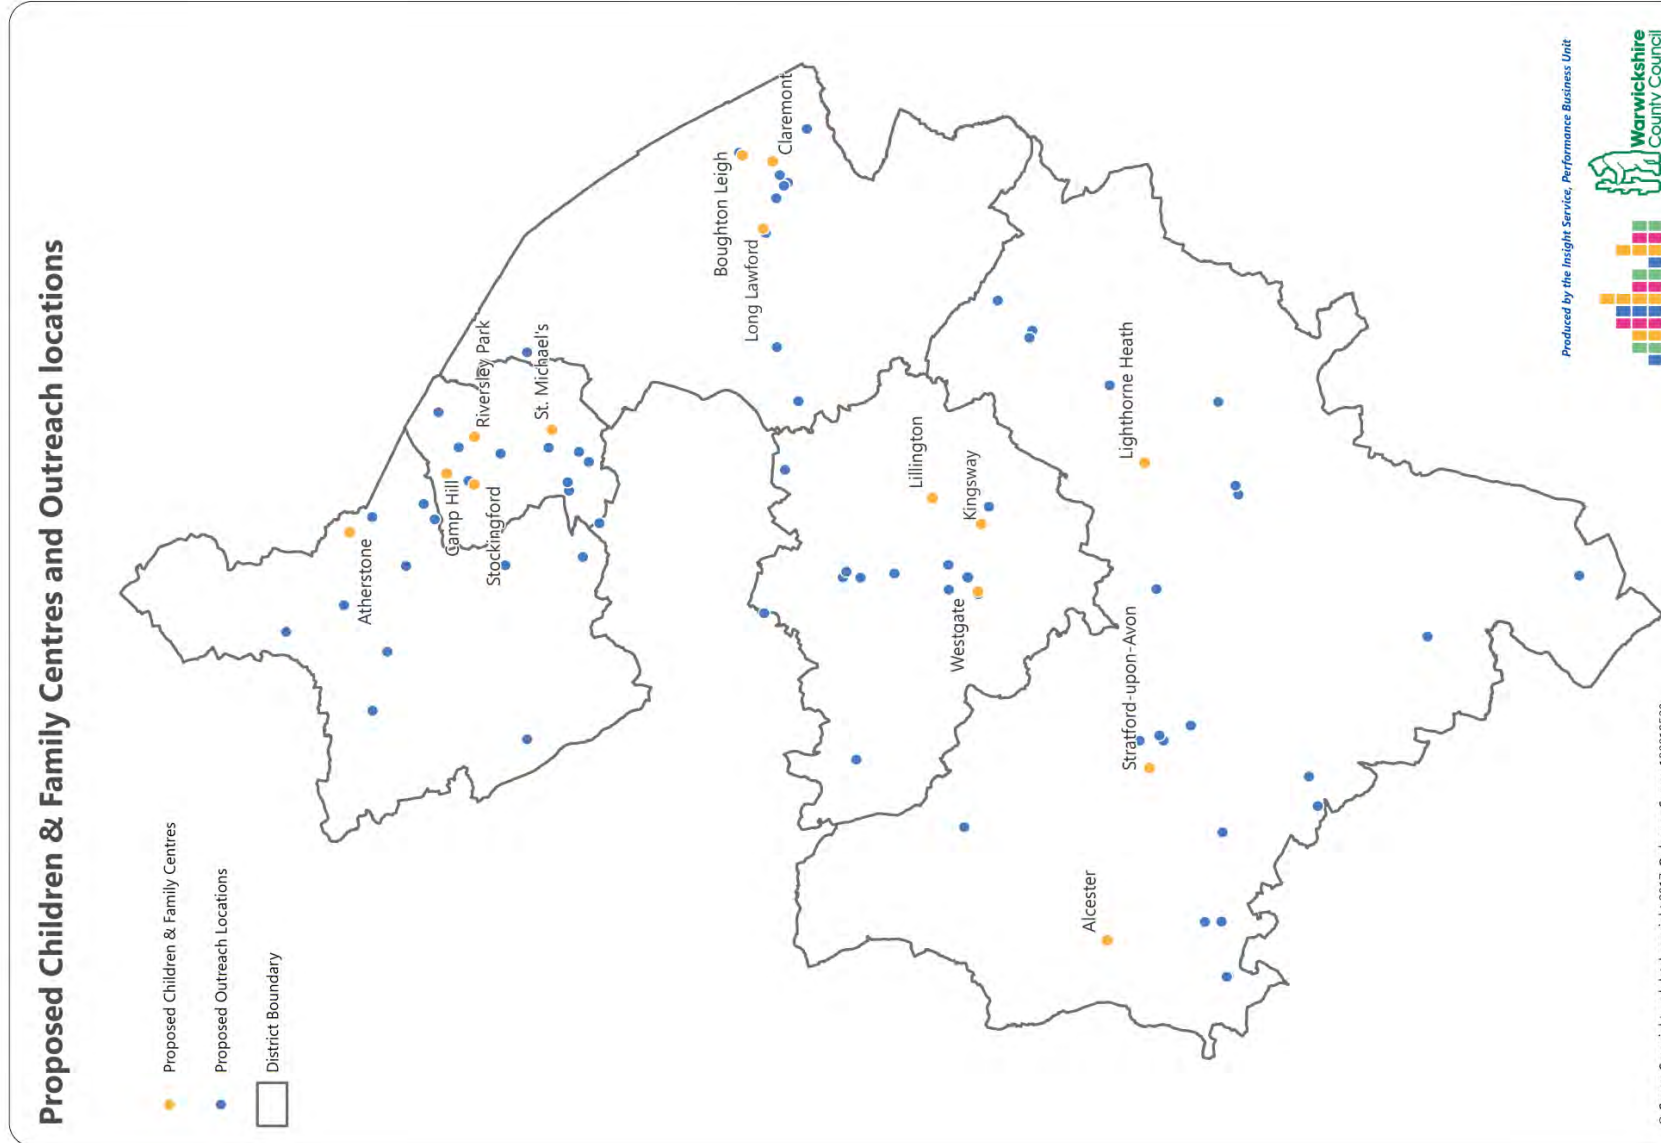 Proposed Children & Family Centres and Outreach locations
Proposed Children & Family Centres
Proposed Outreach Locations
District Boundary
Atherstone
Camp Hill
Stockingford
Riversley Park
St. Michael's
Boughton Leigh
Claremont
Long Lawford
Lillington
Kingsway
Westgate
Lighthorne Heath
Stratford-upon-Avon
Alcester
Produced by the Insight Service, Performance Business Unit
Warwickshire
County Council